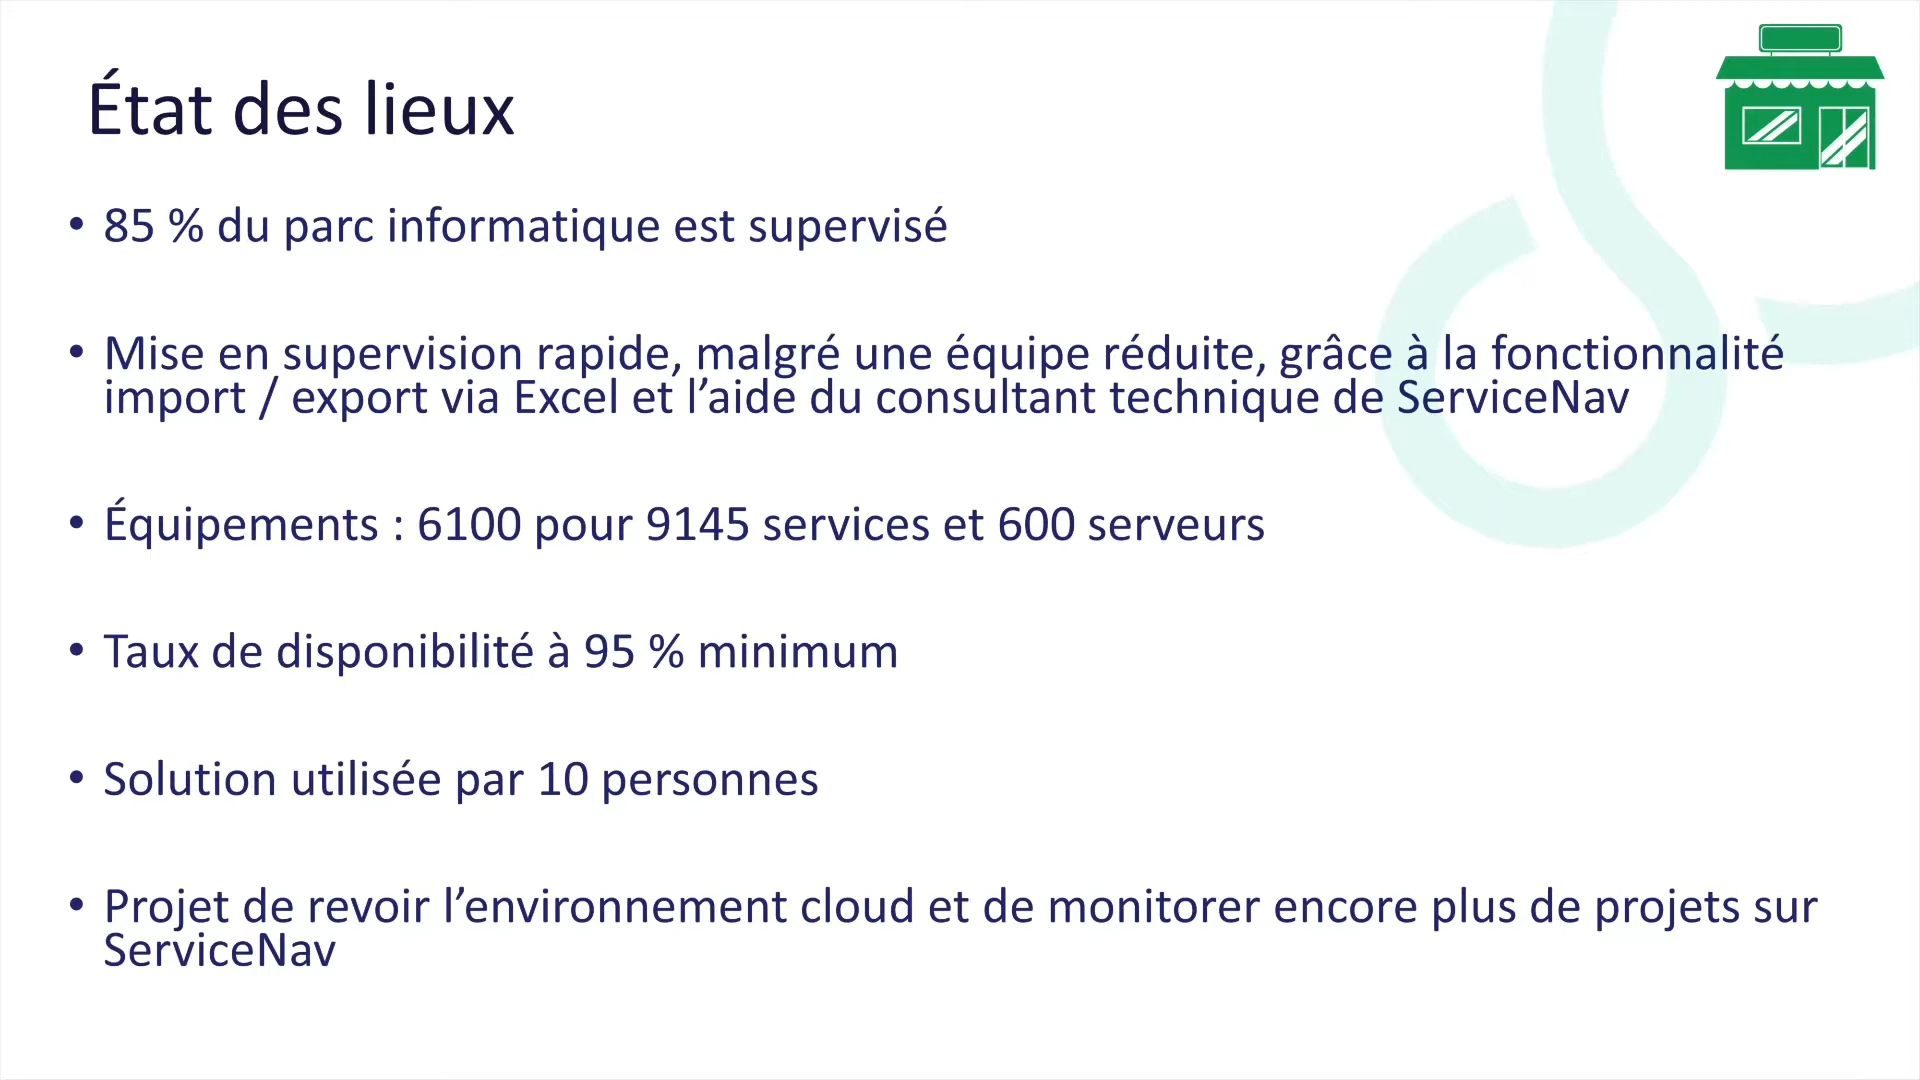 État des lieux
• 85 % du parc informatique est supervisé
• Mise en supervision rapide, malgré une équipe réduite, grâce à la fonctionnalité
import / export via Excel et l’aide du consultant technique de ServiceNav
• Équipements : 6100 pour 9145 services et 600 serveurs
• Taux de disponibilité à 95 % minimum
• Solution utilisée par 10 personnes
• Projet de revoir l’environnement cloud et de monitorer encore plus de projets sur
ServiceNav